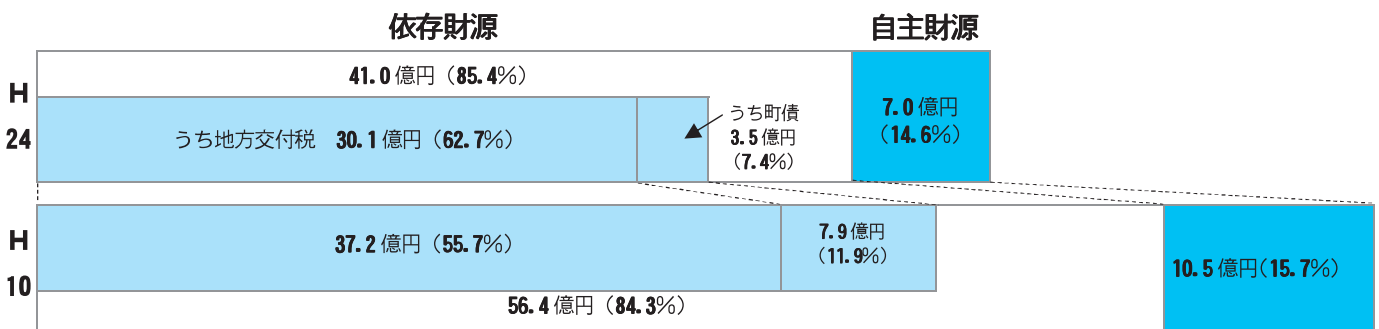 依存財源
自主財源
H
24
41.0億円（85.4％）
うち地方交付税 30.1億円（62.7％）
うち町債
3.5億円
（7.4％）
7.0億円
（14.6％）
H
10
37.2億円（55.7％）
7.9億円
（11.9％）
56.4億円（84.3％）
10.5億円（15.7％）